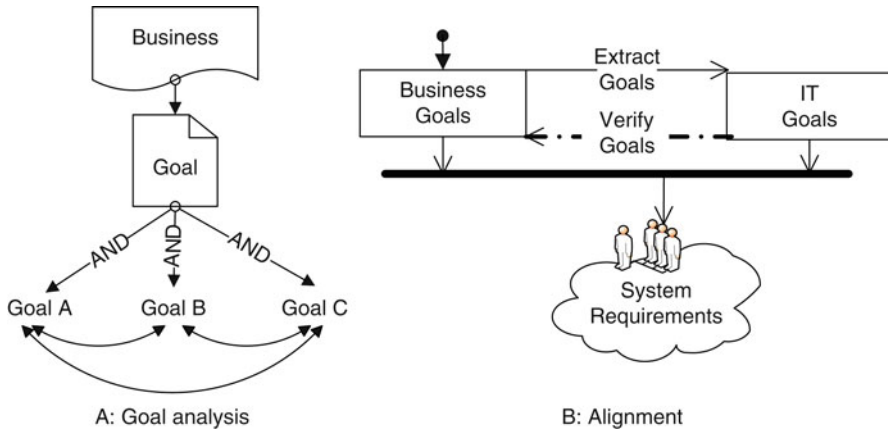 Business
Goal
AND
AND
AND
Goal A
Goal B
Goal C
A: Goal analysis
Business
Goals
Extract
Goals
Verify
Goals
IT
Goals
System
Requirements
B: Alignment